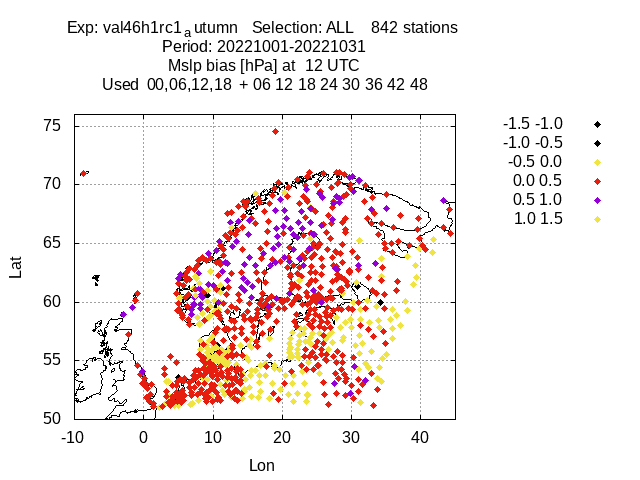 Exp: val46h1rc1autumn Selection: ALL 842 stations
Period: 20221001-20221031
Mslp bias [hPa] at 12 UTC
Used 00,06,12,18 + 06 12 18 24 30 36 42 48
-1.5 -1.0
-1.0 -0.5
-0.5 0.0
0.0 0.5
0.5 1.0
1.0 1.5
75
70
65
60
55
50
Lat
-10 0 10 20 30 40
Lon